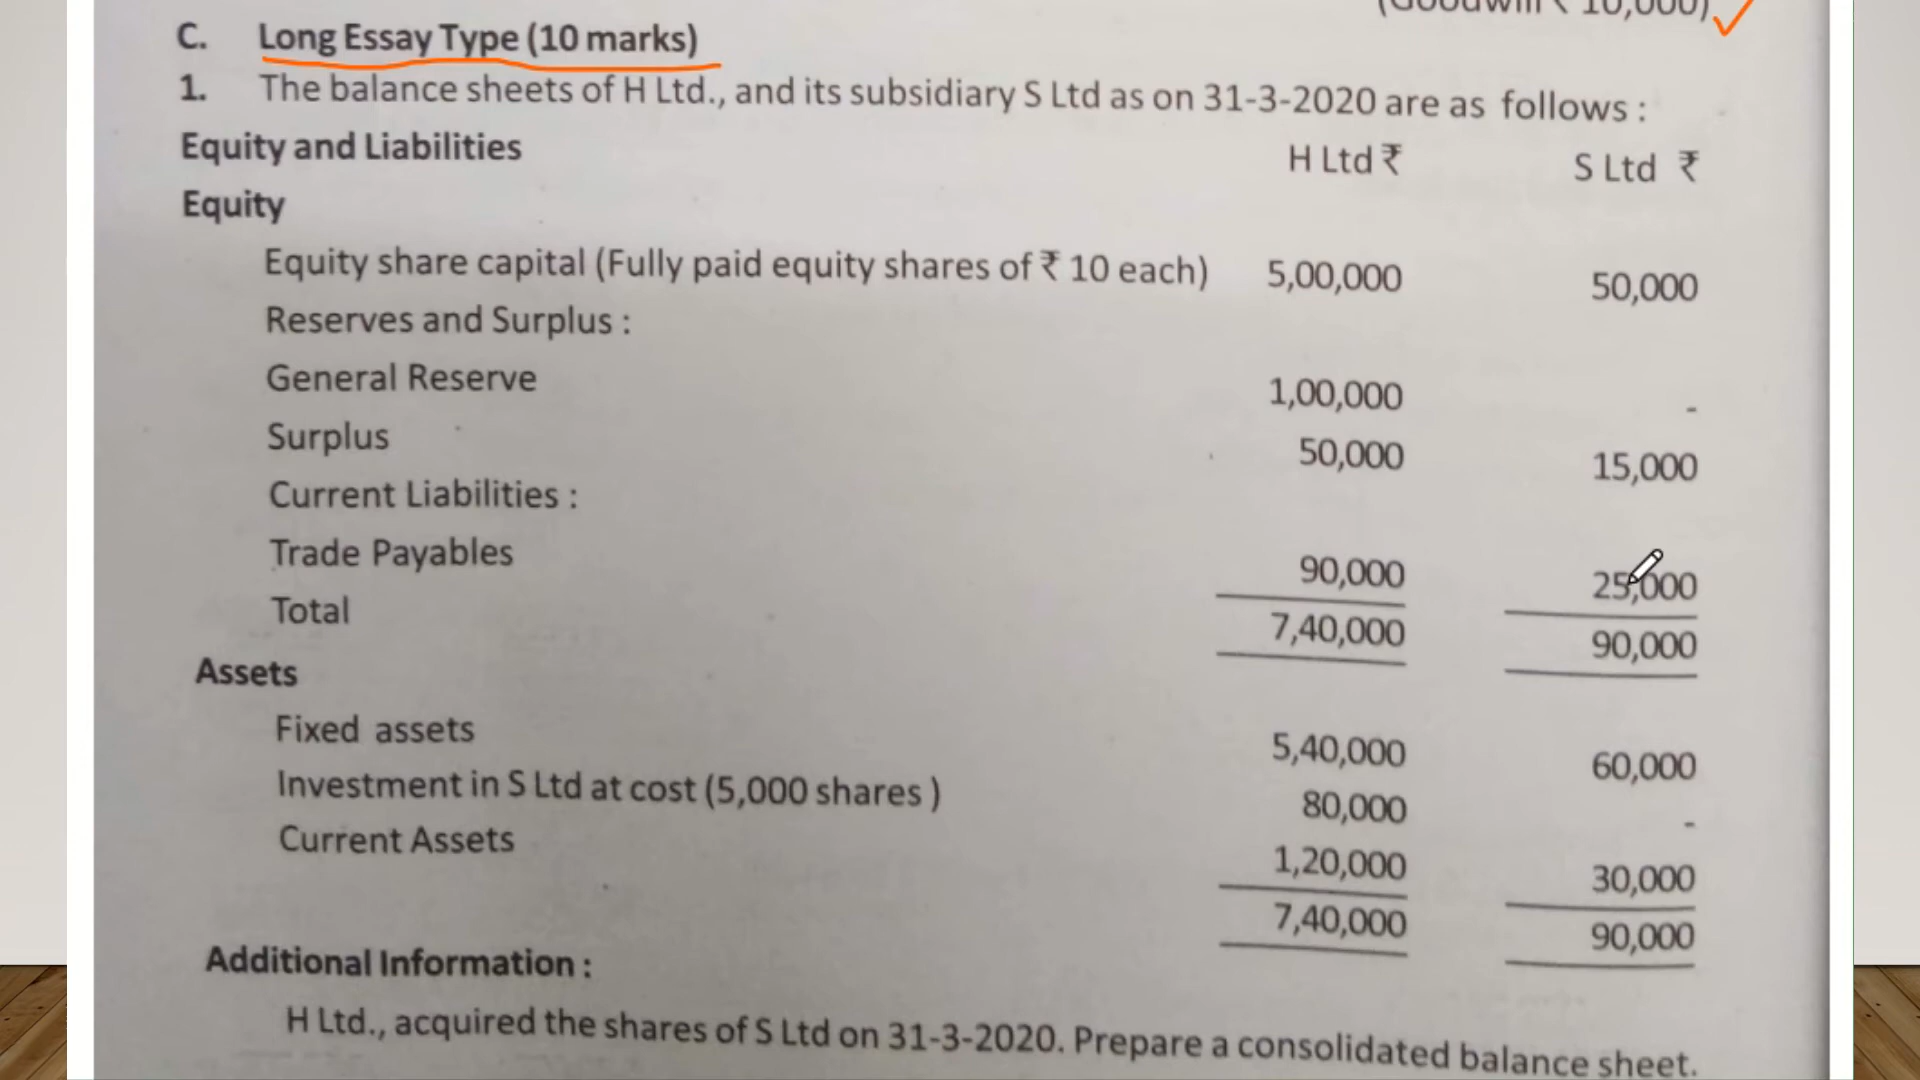 (Goodwill ₹ 10,000)
C. Long Essay Type (10 marks)
1. The balance sheets of H Ltd., and its subsidiary S Ltd as on 31-3-2020 are as follows :
Equity and Liabilities H Ltd ₹ S Ltd ₹
Equity
Equity share capital (Fully paid equity shares of ₹ 10 each) 5,00,000 50,000
Reserves and Surplus :
General Reserve 1,00,000 -
Surplus 50,000 15,000
Current Liabilities :
Trade Payables 90,000 25,000
Total 7,40,000 90,000
Assets
Fixed assets 5,40,000 60,000
Investment in S Ltd at cost (5,000 shares ) 80,000 -
Current Assets 1,20,000 30,000
7,40,000 90,000
Additional Information :
H Ltd., acquired the shares of S Ltd on 31-3-2020. Prepare a consolidated balance sheet.